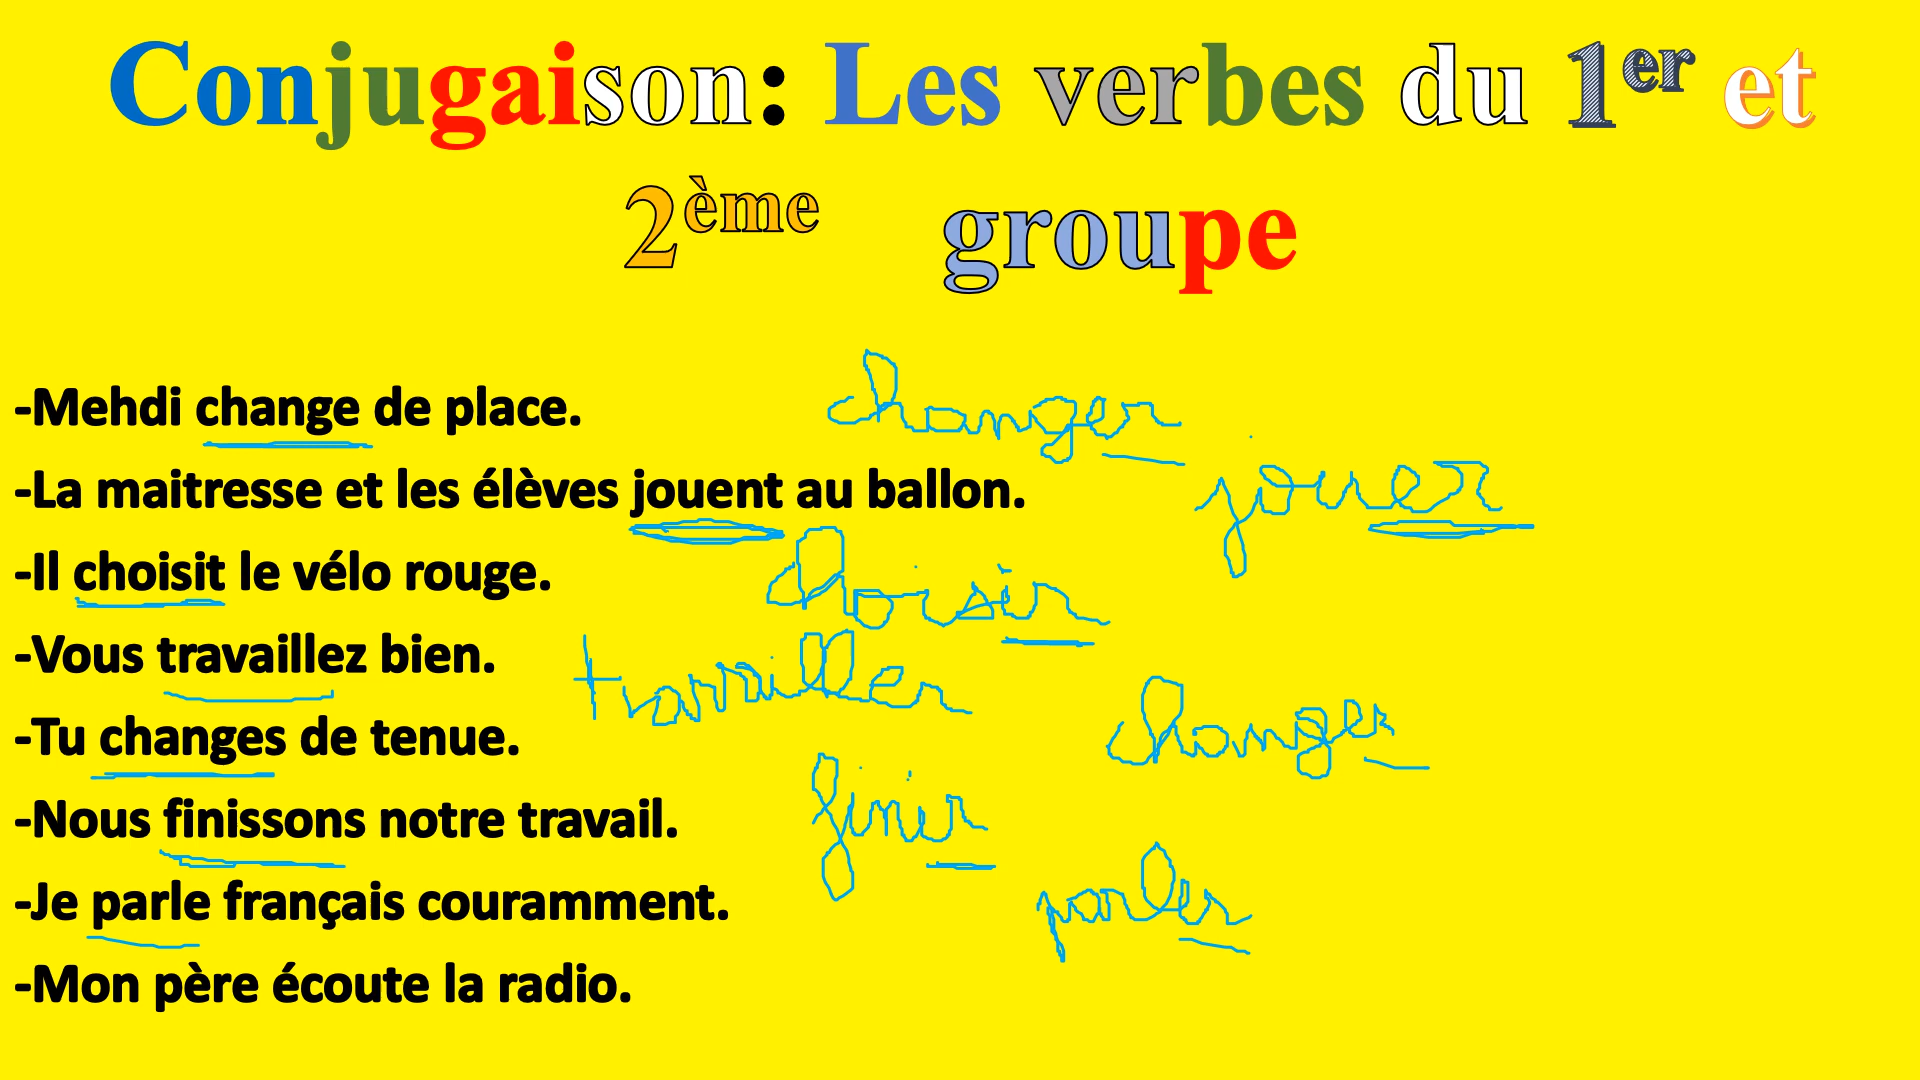 Conjugaison: Les verbes du 1er et
2ème groupe
-Mehdi change de place. changer
-La maitresse et les élèves jouent au ballon. jouer
-Il choisit le vélo rouge. choisir
-Vous travaillez bien. travailler
-Tu changes de tenue. changer
-Nous finissons notre travail. finir
-Je parle français couramment. parler
-Mon père écoute la radio.